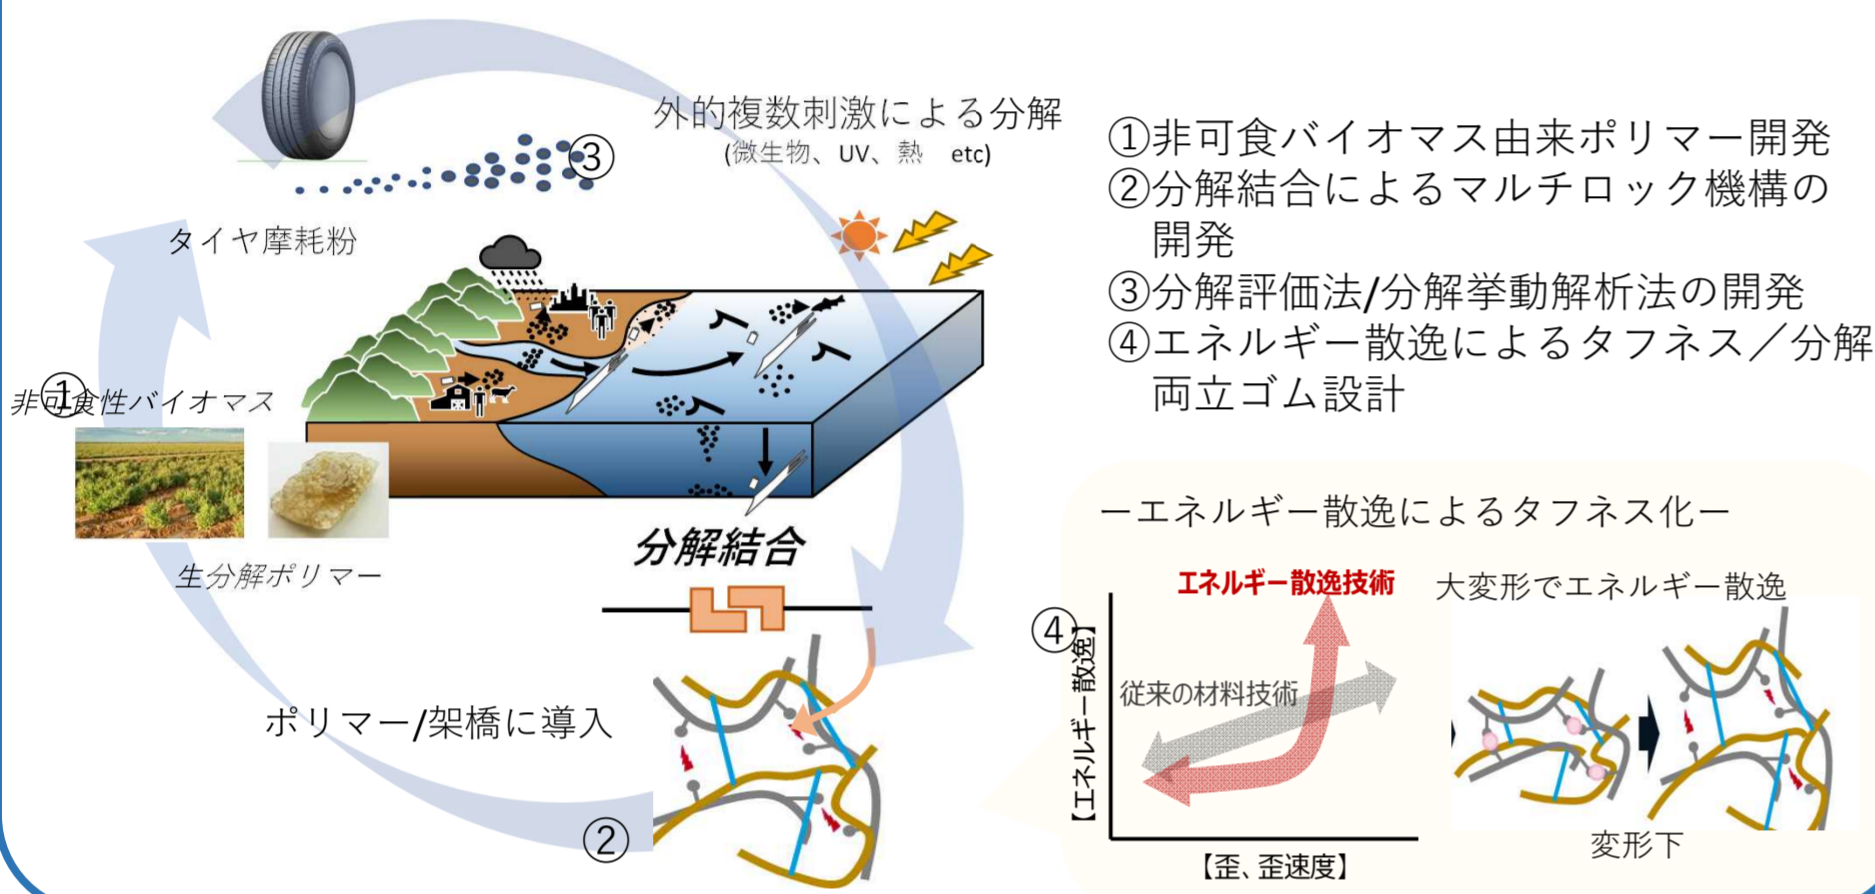 外的複数刺激による分解
(微生物、UV、熱 etc)
③
タイヤ摩耗粉
①
非可食性バイオマス
生分解ポリマー
分解結合
ポリマー/架橋に導入
②
①非可食バイオマス由来ポリマー開発
②分解結合によるマルチロック機構の
開発
③分解評価法/分解挙動解析法の開発
④エネルギー散逸によるタフネス／分解
両立ゴム設計
ーエネルギー散逸によるタフネス化ー
④
エネルギー散逸技術
大変形でエネルギー散逸
【エネルギー散逸】
従来の材料技術
【歪、歪速度】
変形下